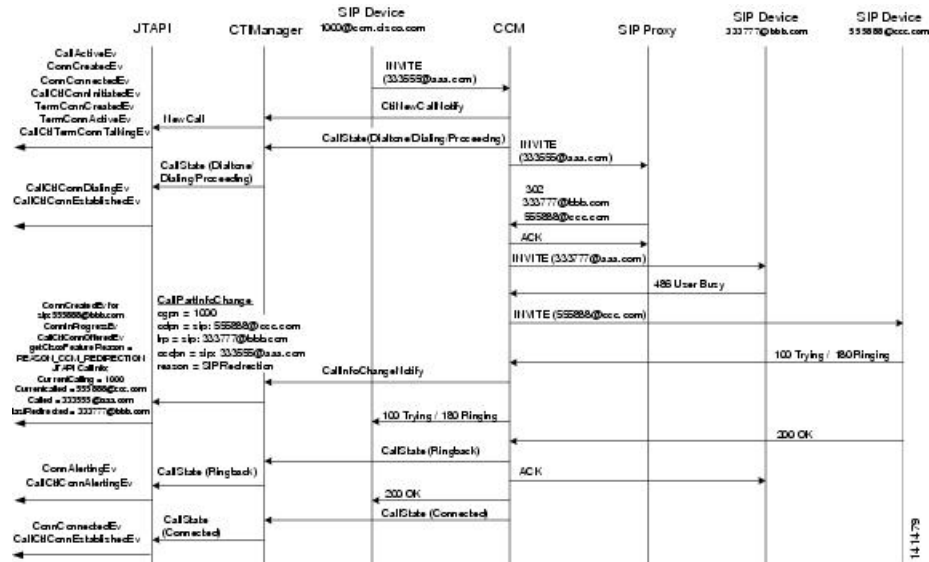 JTAPI
CTIManager
SIP Device
1000@ccm.cisco.com
CCM
SIP Proxy
SIP Device
333777@bbb.com
SIP Device
555888@ccc.com
CallActiveEv
ConnCreatedEv
ConnConnectedEv
CallCtlConnInitiatedEv
TermConnCreatedEv
TermConnActiveEv
CallCtlTermConnTalkingEv
NewCall
INVITE
(333555@aaa.com)
CtiNewCallNotify
CallState(Dialtone/Dialing/Proceeding)
INVITE
(333555@aaa.com)
CallState (Dialtone/
Dialing/Proceeding)
CallCtlConnDialingEv
CallCtlConnEstablishedEv
302
333777@bbb.com
555888@ccc.com
ACK
INVITE (333777@aaa.com)
486 User Busy
INVITE (555888@ccc.com)
ConnCreatedEv for
sip:555888@bbb.com
ConnInProgressEv
CallCtlConnOfferedEv
getCiscoFeatureReason =
REASON_CCM_REDIRECTION
JTAPI CallInfo:
CurrentCalling = 1000
Currentcalled = 555888@ccc.com
Called = 333555@aaa.com
lastRedirected = 333777@bbb.com
CallPartInfoChange
cgpn = 1000
cdpn = sip: 555888@ccc.com
lrp = sip: 333777@bbb.com
ocdpn = sip: 333555@aaa.com
reason = SIPRedirection
100 Trying / 180 Ringing
CallInfoChangeNotify
100 Trying / 180 Ringing
200 OK
CallState (Ringback)
ConnAlertingEv
CallCtlConnAlertingEv
CallState (Ringback)
ACK
200 OK
CallState (Connected)
ConnConnectedEv
CallCtlConnEstablishedEv
CallState
(Connected)
141479